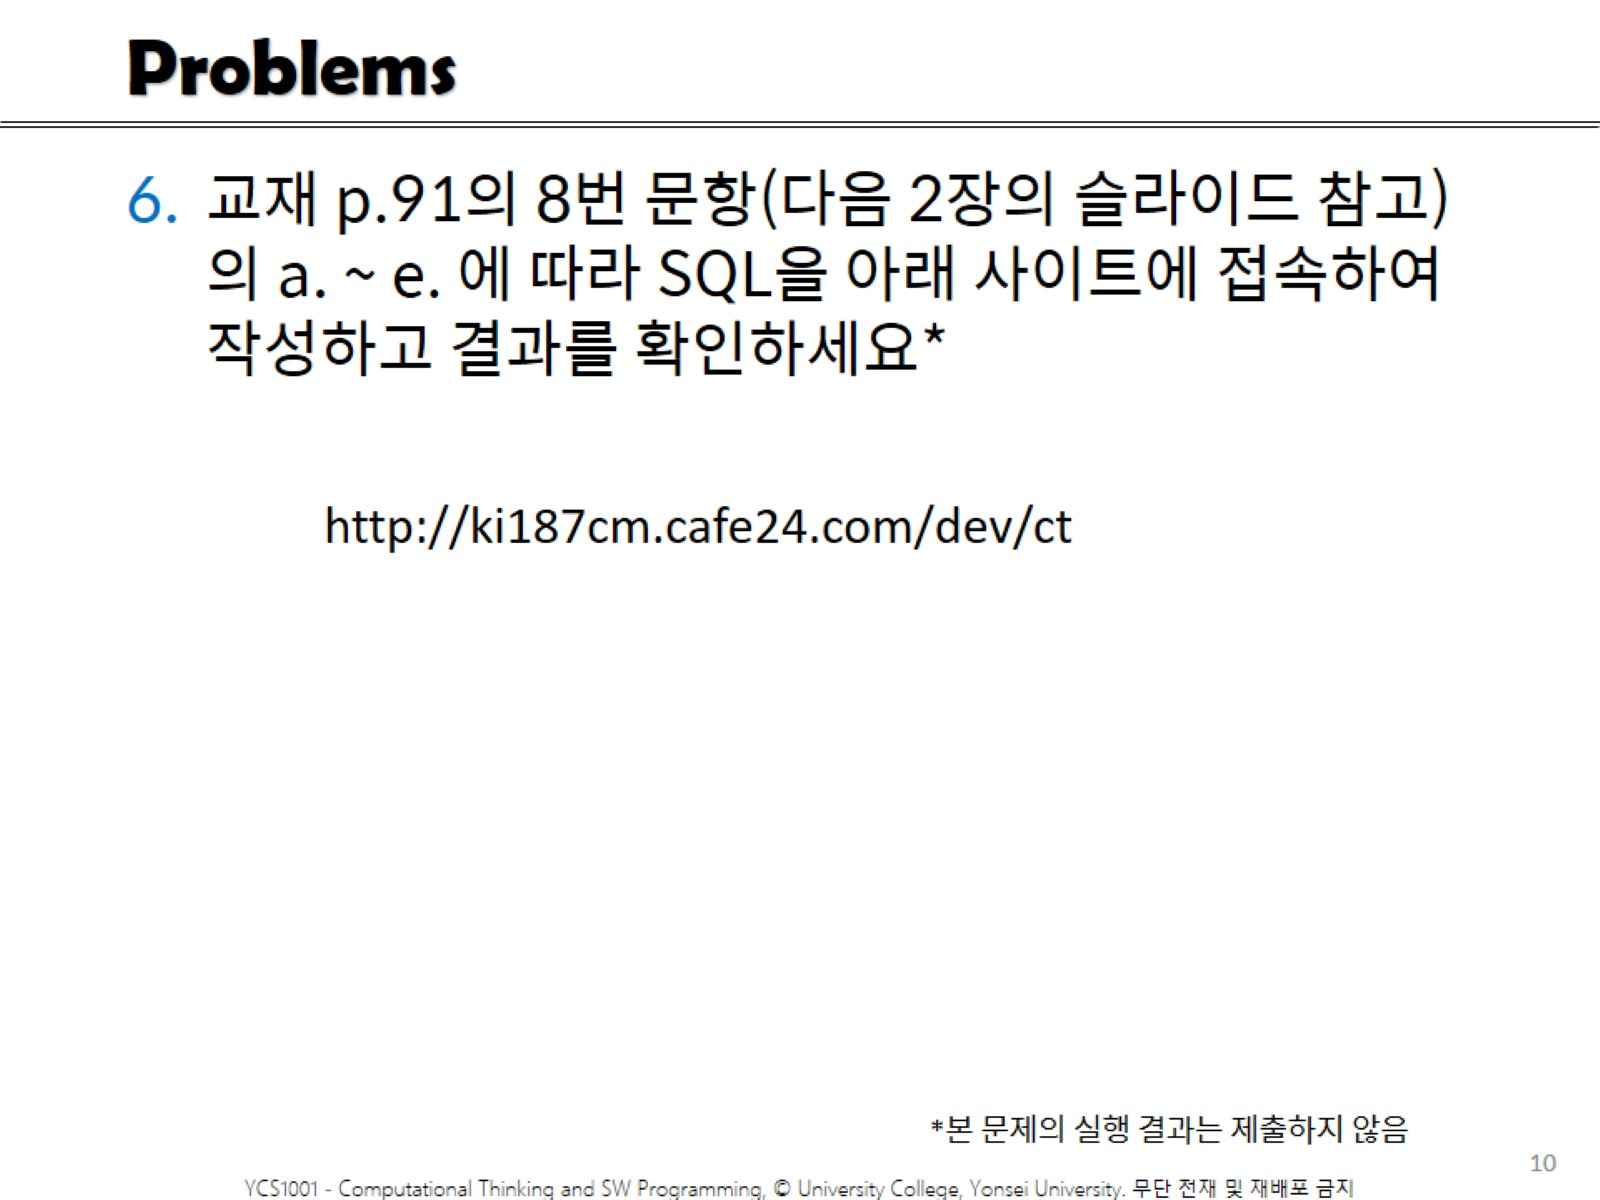 Problems
6. 교재 p.91의 8번 문항(다음 2장의 슬라이드 참고)
의 a. ~ e. 에 따라 SQL을 아래 사이트에 접속하여
작성하고 결과를 확인하세요*
http://ki187cm.cafe24.com/dev/ct
*본 문제의 실행 결과는 제출하지 않음
10
YCS1001 - Computational Thinking and SW Programming, © University College, Yonsei University. 무단 전재 및 재배포 금지